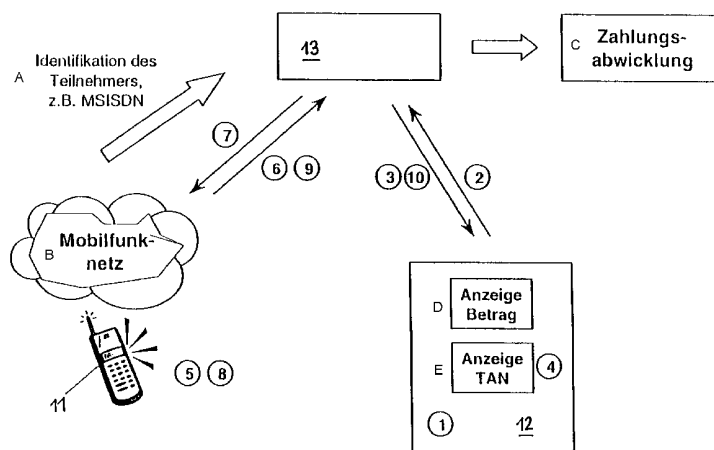 13
C Zahlungs-
abwicklung
A Identifikation des
Teilnehmers,
z.B. MSISDN
7
6 9
3 10
2
B Mobilfunk-
netz
D Anzeige
Betrag
E Anzeige
TAN
4
5 8
11
1
12